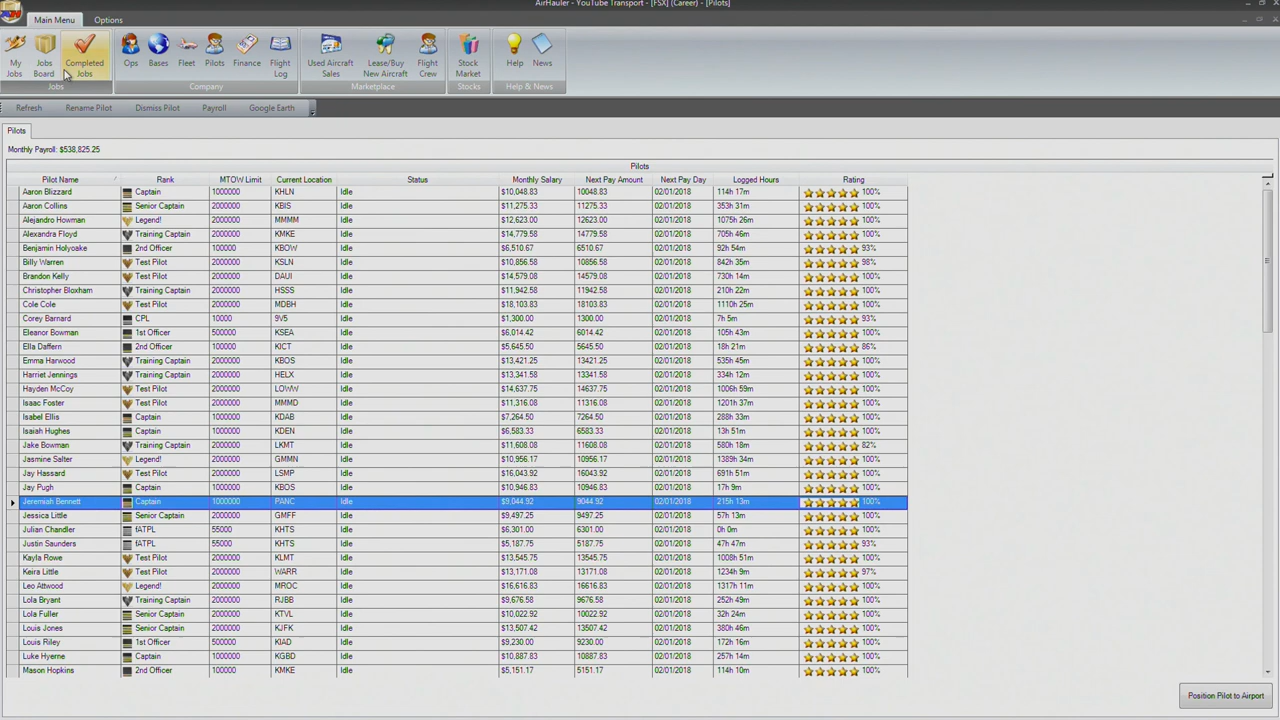 AirHauler - YouTube Transport - [FSX] (Career) - [Pilots]
Main Menu Options
My Jobs Jobs Board Completed Jobs Ops Bases Fleet Pilots Finance Flight Log Used Aircraft Sales Lease/Buy New Aircraft Flight Crew Stock Market Help News
Jobs Company Marketplace Stocks Help & News
Refresh Rename Pilot Dismiss Pilot Payroll Google Earth
Pilots
Monthly Payroll: $538,825.25
Pilots
Pilot Name Rank MTOW Limit Current Location Status Monthly Salary Next Pay Amount Next Pay Day Logged Hours Rating
Aaron Blizzard Captain 1000000 KHLN Idle $10,048.83 10048.83 02/01/2018 114h 17m 100%
Aaron Collins Senior Captain 2000000 KBIS Idle $11,275.33 11275.33 02/01/2018 353h 31m 100%
Alejandro Howman Legend! 2000000 MMMM Idle $12,623.00 12623.00 02/01/2018 1075h 26m 100%
Alexandra Floyd Training Captain 2000000 KMKE Idle $14,779.58 14779.58 02/01/2018 705h 46m 100%
Benjamin Holyoake 2nd Officer 100000 KBOW Idle $6,510.67 6510.67 02/01/2018 92h 54m 93%
Billy Warren Test Pilot 2000000 KSLN Idle $10,856.58 10856.58 02/01/2018 842h 35m 98%
Brandon Kelly Test Pilot 2000000 DAUI Idle $14,579.08 14579.08 02/01/2018 730h 14m 100%
Christopher Bloxham Training Captain 2000000 HSSS Idle $11,942.58 11942.58 02/01/2018 210h 22m 100%
Cole Cole Test Pilot 2000000 MDBH Idle $18,103.83 18103.83 02/01/2018 1110h 25m 100%
Corey Barnard CPL 10000 9V5 Idle $1,300.00 1300.00 02/01/2018 7h 5m 93%
Eleanor Bowman 1st Officer 500000 KSEA Idle $6,014.42 6014.42 02/01/2018 105h 43m 100%
Ella Daffern 2nd Officer 100000 KICT Idle $5,645.50 5645.50 02/01/2018 18h 21m 86%
Emma Harwood Training Captain 2000000 KBOS Idle $13,421.25 13421.25 02/01/2018 535h 45m 100%
Harriet Jennings Training Captain 2000000 HELX Idle $13,341.58 13341.58 02/01/2018 334h 12m 100%
Hayden McCoy Test Pilot 2000000 LOWW Idle $14,637.75 14637.75 02/01/2018 1006h 59m 100%
Isaac Foster Test Pilot 2000000 MMMD Idle $11,316.08 11316.08 02/01/2018 1201h 37m 100%
Isabel Ellis Captain 1000000 KDAB Idle $7,264.50 7264.50 02/01/2018 288h 33m 100%
Isaiah Hughes Captain 1000000 KDEN Idle $6,583.33 6583.33 02/01/2018 13h 51m 100%
Jake Bowman Training Captain 2000000 LKMT Idle $11,608.08 11608.08 02/01/2018 580h 18m 82%
Jasmine Salter Legend! 2000000 GMMN Idle $10,956.17 10956.17 02/01/2018 1389h 34m 100%
Jay Hassard Test Pilot 2000000 LSMP Idle $16,043.92 16043.92 02/01/2018 691h 51m 100%
Jay Pugh Captain 1000000 KBOS Idle $10,946.83 10946.83 02/01/2018 17h 9m 100%
Jeremiah Bennett Captain 1000000 PANC Idle $9,044.92 9044.92 02/01/2018 215h 13m 100%
Jessica Little Senior Captain 2000000 GMFF Idle $9,497.25 9497.25 02/01/2018 57h 13m 100%
Julian Chandler fATPL 55000 KHTS Idle $6,301.00 6301.00 02/01/2018 0h 0m 100%
Justin Saunders fATPL 55000 KHTS Idle $5,187.75 5187.75 02/01/2018 47h 47m 93%
Kayla Rowe Test Pilot 2000000 KLMT Idle $13,545.75 13545.75 02/01/2018 1008h 51m 100%
Keira Little Test Pilot 2000000 WARR Idle $13,171.08 13171.08 02/01/2018 1234h 9m 97%
Leo Attwood Legend! 2000000 MROC Idle $16,616.83 16616.83 02/01/2018 1317h 11m 100%
Lola Bryant Training Captain 2000000 RJBB Idle $9,676.58 9676.58 02/01/2018 252h 49m 100%
Lola Fuller Senior Captain 2000000 KTVL Idle $10,022.92 10022.92 02/01/2018 32h 24m 100%
Louis Jones Senior Captain 2000000 KJFK Idle $13,507.42 13507.42 02/01/2018 380h 46m 100%
Louis Riley 1st Officer 500000 KIAD Idle $9,230.00 9230.00 02/01/2018 172h 16m 100%
Luke Hyerne Captain 1000000 KGBD Idle $10,887.83 10887.83 02/01/2018 257h 14m 100%
Mason Hopkins 2nd Officer 100000 KMKE Idle $5,151.17 5151.17 02/01/2018 114h 10m 100%
Position Pilot to Airport